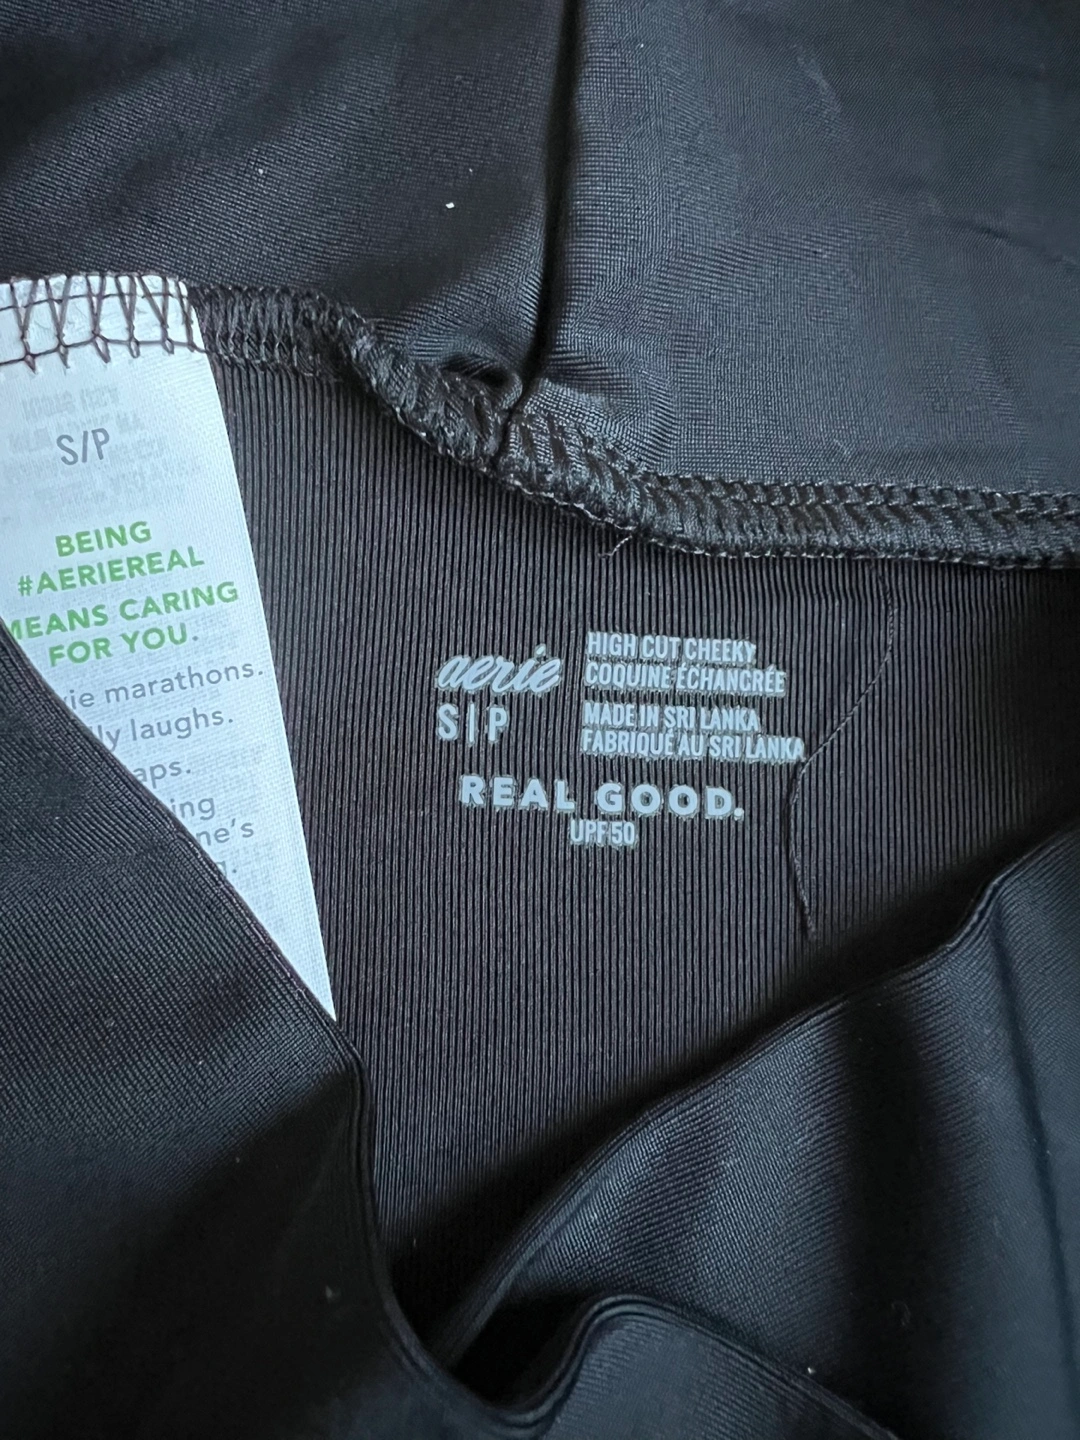 S/P
BEING
#AERIEREAL
MEANS CARING
FOR YOU.
marathons.
laughs.
aerie
S|P
HIGH CUT CHEEKY
COQUINE ÉCHANCRÉE
MADE IN SRI LANKA
FABRIQUÉ AU SRI LANKA
REAL GOOD.
UPF 50